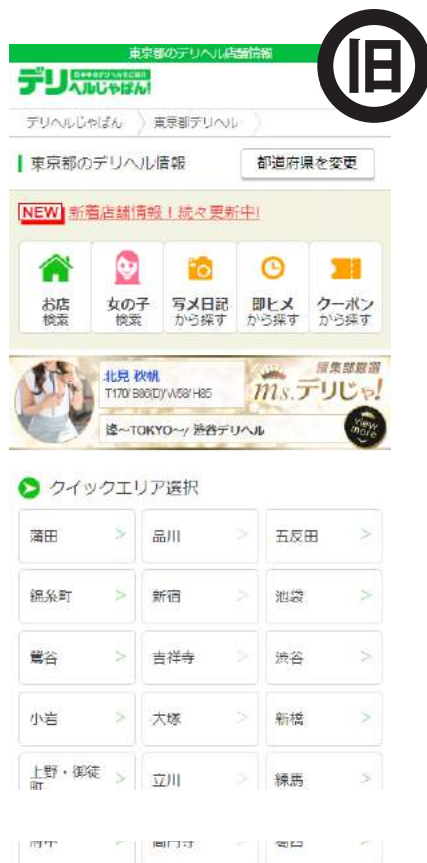 旧
東京都のデリヘル店舗情報
デリヘルじゃぱん!
デリヘルじゃぱん 東京都デリヘル
東京都のデリヘル情報 都道府県を変更
NEW 新着店舗情報！続々更新中!
お店 女の子 写メ日記 即ヒメ クーポン
検索 検索 から探す から探す から探す
編集部厳選
北見 秋帆
T170/B86(D)/W58/H85
ms.デリじゃ!
~TOKYO~/渋谷デリヘル
view
more
クイックエリア選択
蒲田 > 品川 > 五反田 >
錦糸町 > 新宿 > 池袋 >
鶯谷 > 吉祥寺 > 渋谷 >
小岩 > 大塚 > 新橋 >
上野・御徒町 > 立川 > 練馬 >
府中 高円寺 葛西